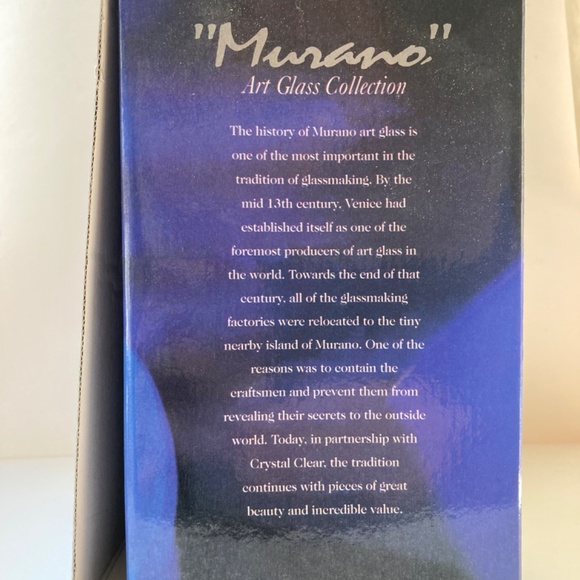 "Murano,"
Art Glass Collection
The history of Murano art glass is
one of the most important in the
tradition of glassmaking. By the
mid 13th century, Venice had
established itself as one of the
foremost producers of art glass in
the world. Towards the end of that
century, all of the glassmaking
factories were relocated to the tiny
nearby island of Murano. One of the
reasons was to contain the
craftsmen and prevent them from
revealing their secrets to the outside
world. Today, in partnership with
Crystal Clear, the tradition
continues with pieces of great
beauty and incredible value.